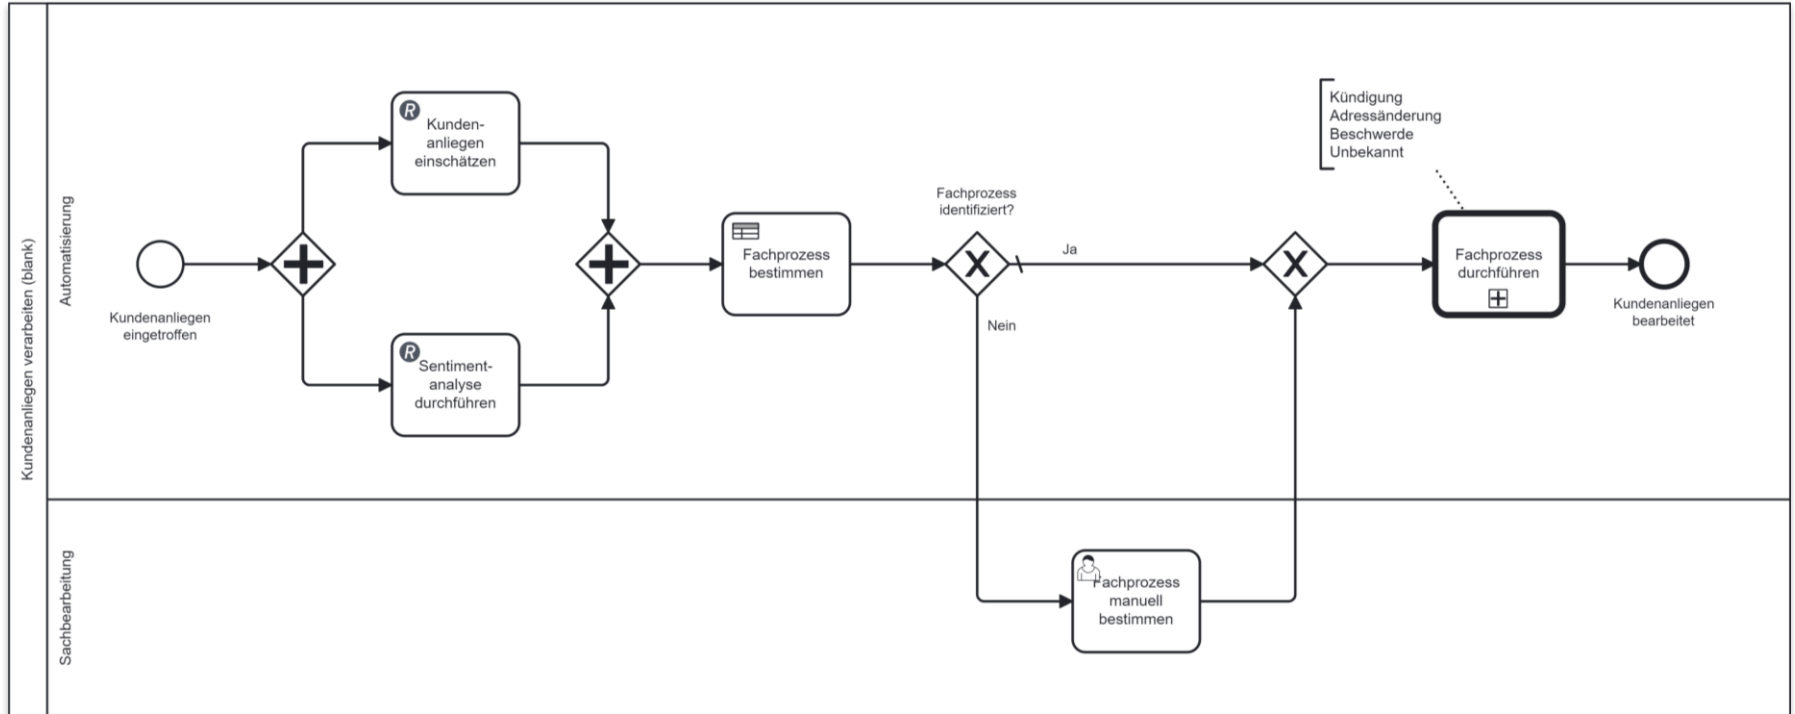 Kundenanliegen verarbeiten (blank)
Automatisierung
Kundenanliegen
eingetroffen
R
Kunden-
anliegen
einschätzen
R
Sentiment-
analyse
durchführen
Fachprozess
bestimmen
Fachprozess
identifiziert?
X
Ja
Nein
X
Kündigung
Adressänderung
Beschwerde
Unbekannt
Fachprozess
durchführen
Kundenanliegen
bearbeitet
Sachbearbeitung
Fachprozess
manuell
bestimmen